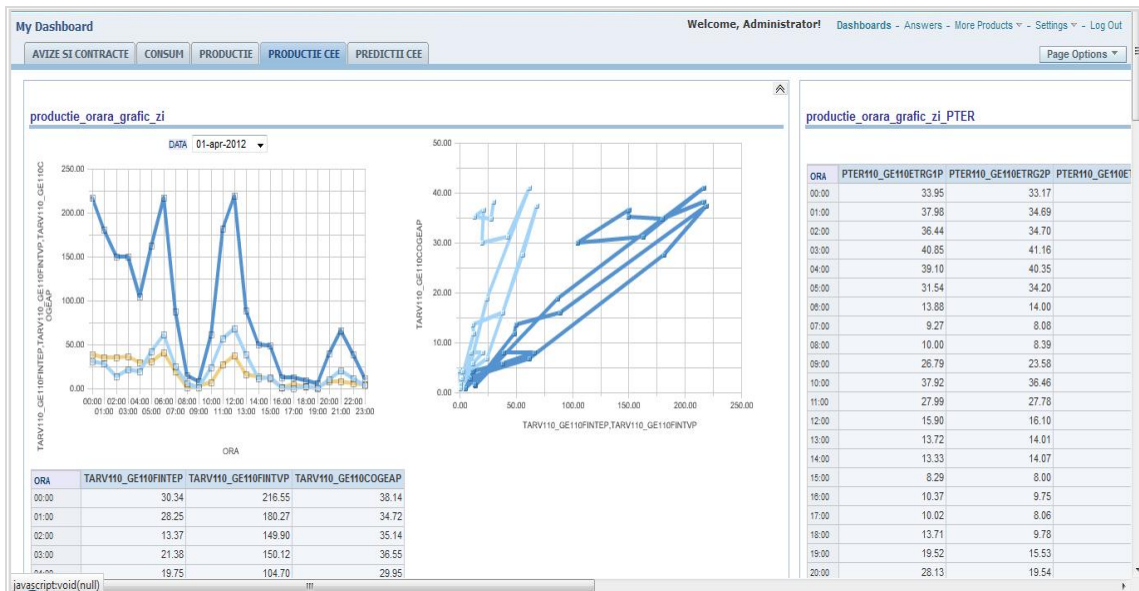 My Dashboard
Welcome, Administrator! Dashboards - Answers - More Products - Settings - Log Out
AVIZE SI CONTRACTE CONSUM PRODUCTIE PRODUCTIE CEE PREDICTII CEE
Page Options
productie_orara_grafic_zi
DATA 01-apr-2012
TARV110_GE110FINTEP,TARV110_GE110FINTVP,TARV110_GE110C
OGEAP
250.00
200.00
150.00
100.00
50.00
0.00
00:00 02:00 04:00 06:00 08:00 10:00 12:00 14:00 16:00 18:00 20:00 22:00
01:00 03:00 05:00 07:00 09:00 11:00 13:00 15:00 17:00 19:00 21:00 23:00
ORA
TARV110_GE110COGEAP
50.00
40.00
30.00
20.00
10.00
0.00
0.00 50.00 100.00 150.00 200.00 250.00
TARV110_GE110FINTEP,TARV110_GE110FINTVP
ORA TARV110_GE110FINTEP TARV110_GE110FINTVP TARV110_GE110COGEAP
00:00 30.34 216.55 38.14
01:00 28.25 180.27 34.72
02:00 13.37 149.90 35.14
03:00 21.38 150.12 36.55
04:00 19.75 104.70 29.95
javascript:void(null)
productie_orara_grafic_zi_PTER
ORA PTER110_GE110ETRG1P PTER110_GE110ETRG2P PTER110_GE110ET
00:00 33.95 33.17
01:00 37.98 34.69
02:00 36.44 34.70
03:00 40.85 41.16
04:00 39.10 40.35
05:00 31.54 34.20
06:00 13.88 14.00
07:00 9.27 8.08
08:00 10.00 8.39
09:00 26.79 23.58
10:00 37.92 36.46
11:00 27.99 27.78
12:00 15.90 16.10
13:00 13.72 14.01
14:00 13.33 14.07
15:00 8.29 8.00
16:00 10.37 9.75
17:00 10.02 8.06
18:00 13.71 9.78
19:00 19.52 15.53
20:00 28.13 19.54